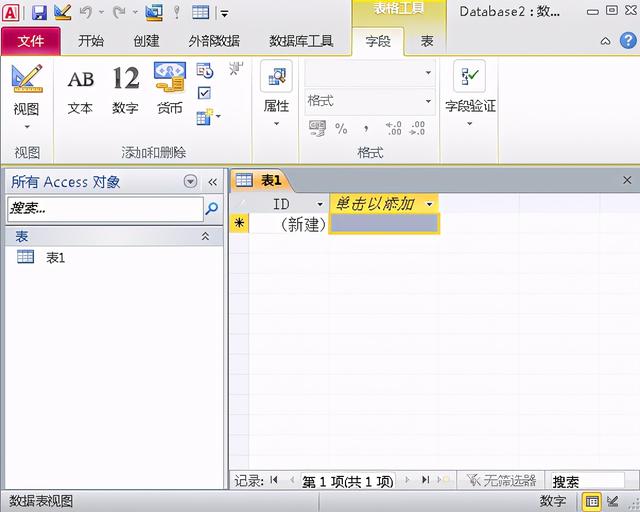 表格工具
Database2 : 数...
文件 开始 创建 外部数据 数据库工具 字段 表
AB 12
视图 文本 数字 货币 属性 格式 字段验证
% , .00
视图 添加和删除 格式
所有 Access 对象
搜索...
表
表1
表1
ID 单击以添加
(新建)
记录: 第 1 项(共 1 项) 无筛选器 搜索
数据表视图 数字